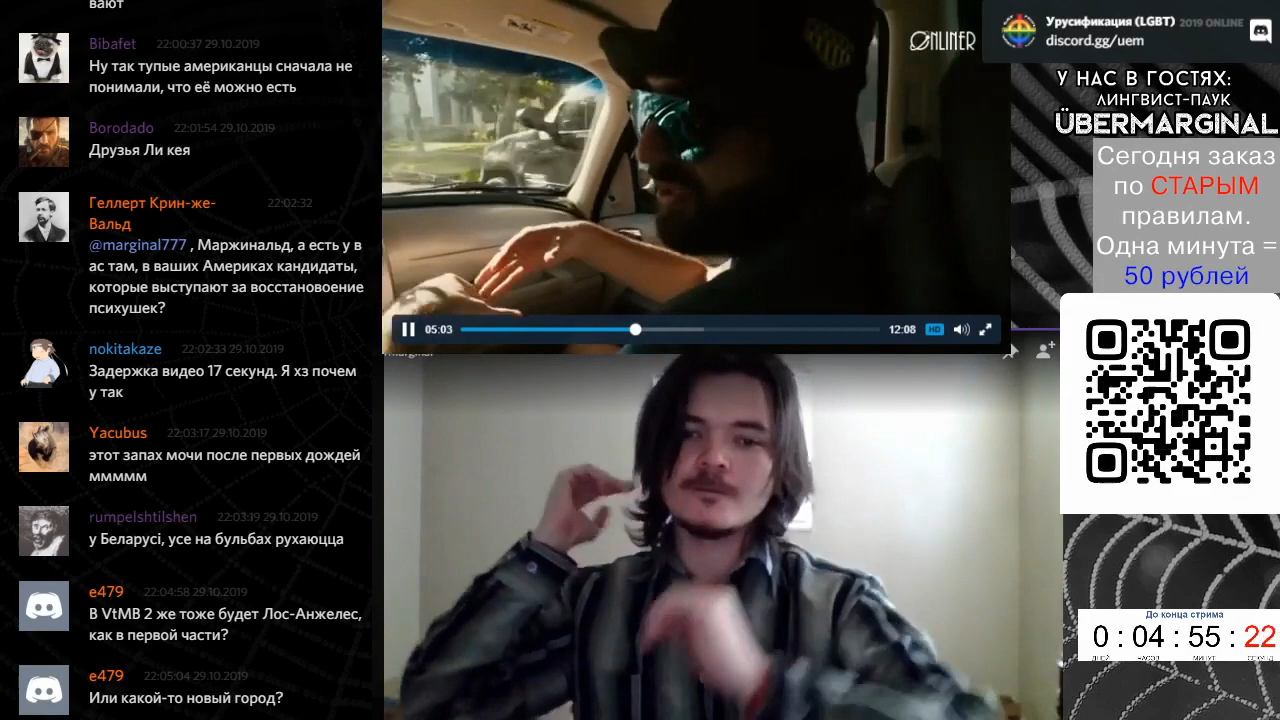 вают
Bibafet 22:00:37 29.10.2019
Ну так тупые американцы сначала не
понимали, что её можно есть
Borodado 22:01:54 29.10.2019
Друзья Ли кея
Геллерт Крин-же-
Вальд 22:02:32
@marginal777 , Маржинальд, а есть у в
ас там, в ваших Америках кандидаты,
которые выступают за восстановоение
психушек?
nokitakaze 22:02:33 29.10.2019
Задержка видео 17 секунд. Я хз почем
у так
Yacubus 22:03:17 29.10.2019
этот запах мочи после первых дождей
ммммм
rumpelshtilshen 22:03:19 29.10.2019
у Беларусі, усе на бульбах рухаюцца
e479 22:04:58 29.10.2019
В VtMB 2 же тоже будет Лос-Анжелес,
как в первой части?
e479 22:05:04 29.10.2019
Или какой-то новый город?
ONLINER
05:03 12:08 HD
Урусификация (LGBT) 2019 ONLINE
discord.gg/uem
У НАС В ГОСТЯХ:
ЛИНГВИСТ-ПАУК
ÜBERMARGINAL
Сегодня заказ
по СТАРЫМ
правилам.
Одна минута =
50 рублей
До конца стрима
0 : 04 : 55 : 22
ДНЕЙ ЧАСОВ МИНУТ СЕКУНД